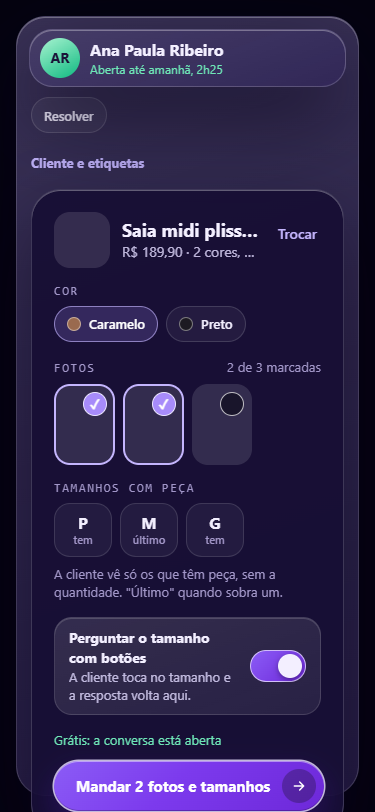 AR
Ana Paula Ribeiro
Aberta até amanhã, 2h25
Resolver
Cliente e etiquetas
Saia midi pliss...
R$ 189,90 · 2 cores, ...
Trocar
COR
Caramelo
Preto
FOTOS
2 de 3 marcadas
TAMANHOS COM PEÇA
P
tem
M
último
G
tem
A cliente vê só os que têm peça, sem a
quantidade. "Último" quando sobra um.
Perguntar o tamanho
com botões
A cliente toca no tamanho e
a resposta volta aqui.
Grátis: a conversa está aberta
Mandar 2 fotos e tamanhos